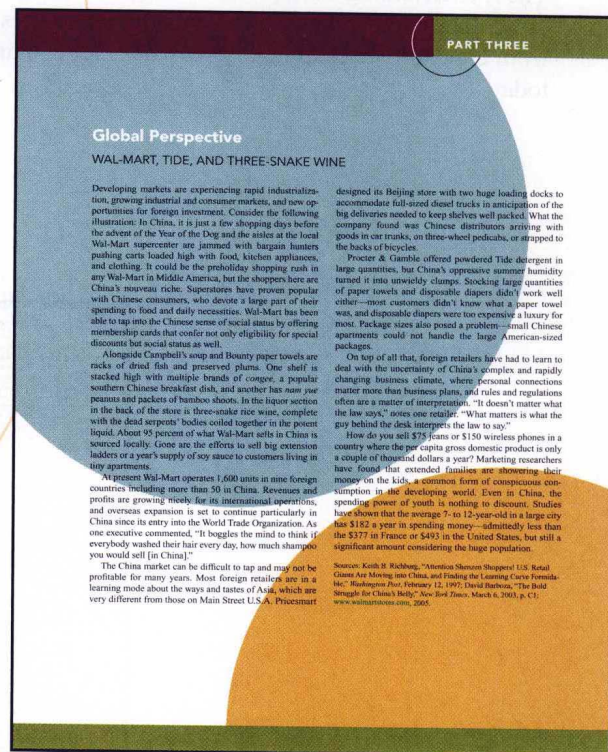 PART THREE
Global Perspective
WAL-MART, TIDE, AND THREE-SNAKE WINE
Developing markets are experiencing rapid industrializa-
tion, growing industrial and consumer markets, and new op-
portunities for foreign investment. Consider the following
illustration: In China, it is just a few shopping days before
the advent of the Year of the Dog and the aisles at the local
Wal-Mart supercenter are jammed with bargain hunters
pushing carts loaded high with food, kitchen appliances,
and clothing. It could be the preholiday shopping rush in
any Wal-Mart in Middle America, but the shoppers here are
China's nouveau riche. Superstores have proven popular
with Chinese consumers, who devote a large part of their
spending to food and daily necessities. Wal-Mart has been
able to tap into the Chinese sense of social status by offering
membership cards that confer not only eligibility for special
discounts but social status as well.
Alongside Campbell's soup and Bounty paper towels are
racks of dried fish and preserved plums. One shelf is
stacked high with multiple brands of congee, a popular
southern Chinese breakfast dish, and another has nam yue
peanuts and packets of bamboo shoots. In the liquor section
in the back of the store is three-snake rice wine, complete
with the dead serpents' bodies coiled together in the potent
liquid. About 95 percent of what Wal-Mart sells in China is
sourced locally. Gone are the efforts to sell big extension
ladders or a year's supply of soy sauce to customers living in
tiny apartments.
At present Wal-Mart operates 1,600 units in nine foreign
countries including more than 50 in China. Revenues and
profits are growing nicely for its international operations,
and overseas expansion is set to continue particularly in
China since its entry into the World Trade Organization. As
one executive commented, "It boggles the mind to think if
everybody washed their hair every day, how much shampoo
you would sell [in China]."
The China market can be difficult to tap and may not be
profitable for many years. Most foreign retailers are in a
learning mode about the ways and tastes of Asia, which are
very different from those on Main Street U.S.A. Pricesmart
designed its Beijing store with two huge loading docks to
accommodate full-sized diesel trucks in anticipation of the
big deliveries needed to keep shelves well packed. What the
company found was Chinese distributors arriving with
goods in car trunks, on three-wheel pedicabs, or strapped to
the backs of bicycles.
Procter & Gamble offered powdered Tide detergent in
large quantities, but China's oppressive summer humidity
turned it into unwieldy clumps. Stocking large quantities
of paper towels and disposable diapers didn't work well
either—most customers didn't know what a paper towel
was, and disposable diapers were too expensive a luxury for
most. Package sizes also posed a problem—small Chinese
apartments could not handle the large American-sized
packages.
On top of all that, foreign retailers have had to learn to
deal with the uncertainty of China's complex and rapidly
changing business climate, where personal connections
matter more than business plans, and rules and regulations
often are a matter of interpretation. "It doesn't matter what
the law says," notes one retailer. "What matters is what the
guy behind the desk interprets the law to say."
How do you sell $75 jeans or $150 wireless phones in a
country where the per capita gross domestic product is only
a couple of thousand dollars a year? Marketing researchers
have found that extended families are showering their
money on the kids, a common form of conspicuous con-
sumption in the developing world. Even in China, the
spending power of youth is nothing to discount. Studies
have shown that the average 7- to 12-year-old in a large city
has $182 a year in spending money—admittedly less than
the $377 in France or $493 in the United States, but still a
significant amount considering the huge population.
Sources: Keith B. Richburg, "Attention Shenzen Shoppers! U.S. Retail
Giants Are Moving into China, and Finding the Learning Curve Formida-
ble," Washington Post, February 12, 1997; David Barboza, "The Bold
Struggle for China's Belly," New York Times, March 6, 2003, p. C1;
www.walmartstores.com, 2005.